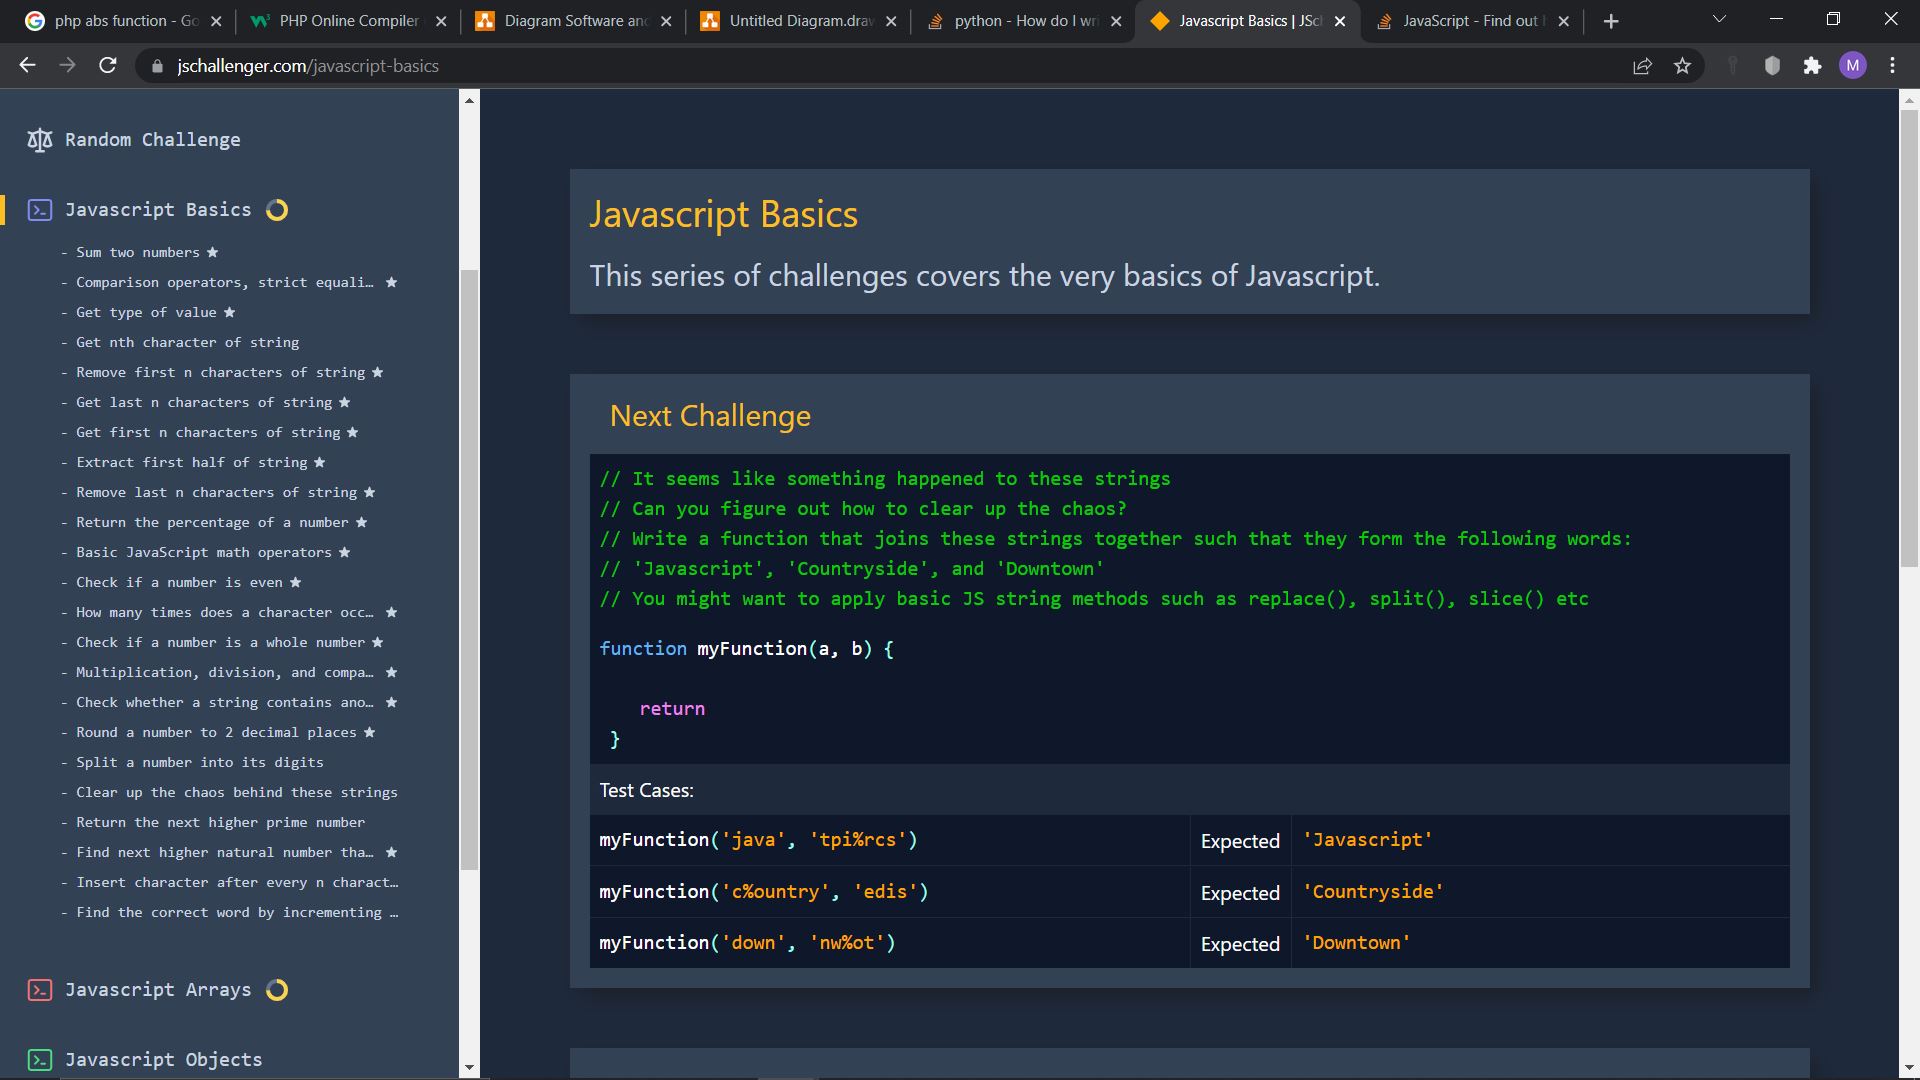 php abs function - Go
PHP Online Compiler
Diagram Software and
Untitled Diagram.draw
python - How do I wri
Javascript Basics | JSch
JavaScript - Find out h
jschallenger.com/javascript-basics
M
Random Challenge
Javascript Basics
- Sum two numbers ★
- Comparison operators, strict equali… ★
- Get type of value ★
- Get nth character of string
- Remove first n characters of string ★
- Get last n characters of string ★
- Get first n characters of string ★
- Extract first half of string ★
- Remove last n characters of string ★
- Return the percentage of a number ★
- Basic JavaScript math operators ★
- Check if a number is even ★
- How many times does a character occ… ★
- Check if a number is a whole number ★
- Multiplication, division, and compa… ★
- Check whether a string contains ano… ★
- Round a number to 2 decimal places ★
- Split a number into its digits
- Clear up the chaos behind these strings
- Return the next higher prime number
- Find next higher natural number tha… ★
- Insert character after every n charact…
- Find the correct word by incrementing …
Javascript Arrays
Javascript Objects
Javascript Basics
This series of challenges covers the very basics of Javascript.
Next Challenge
// It seems like something happened to these strings
// Can you figure out how to clear up the chaos?
// Write a function that joins these strings together such that they form the following words:
// 'Javascript', 'Countryside', and 'Downtown'
// You might want to apply basic JS string methods such as replace(), split(), slice() etc
function myFunction(a, b) {
return
}
Test Cases:
myFunction('java', 'tpi%rcs') Expected 'Javascript'
myFunction('c%ountry', 'edis') Expected 'Countryside'
myFunction('down', 'nw%ot') Expected 'Downtown'